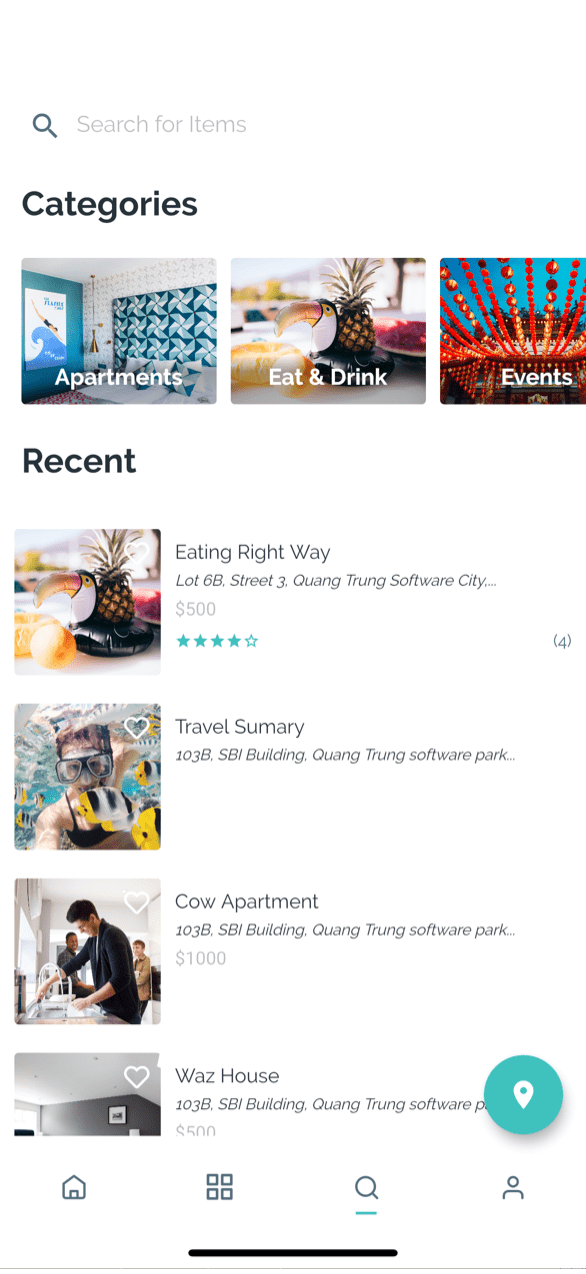 Search for Items
Categories
Apartments
Eat & Drink
Events
Recent
Eating Right Way
Lot 6B, Street 3, Quang Trung Software City,...
$500
(4)
Travel Sumary
103B, SBI Building, Quang Trung software park...
Cow Apartment
103B, SBI Building, Quang Trung software park...
$1000
Waz House
103B, SBI Building, Quang Trung software
$500